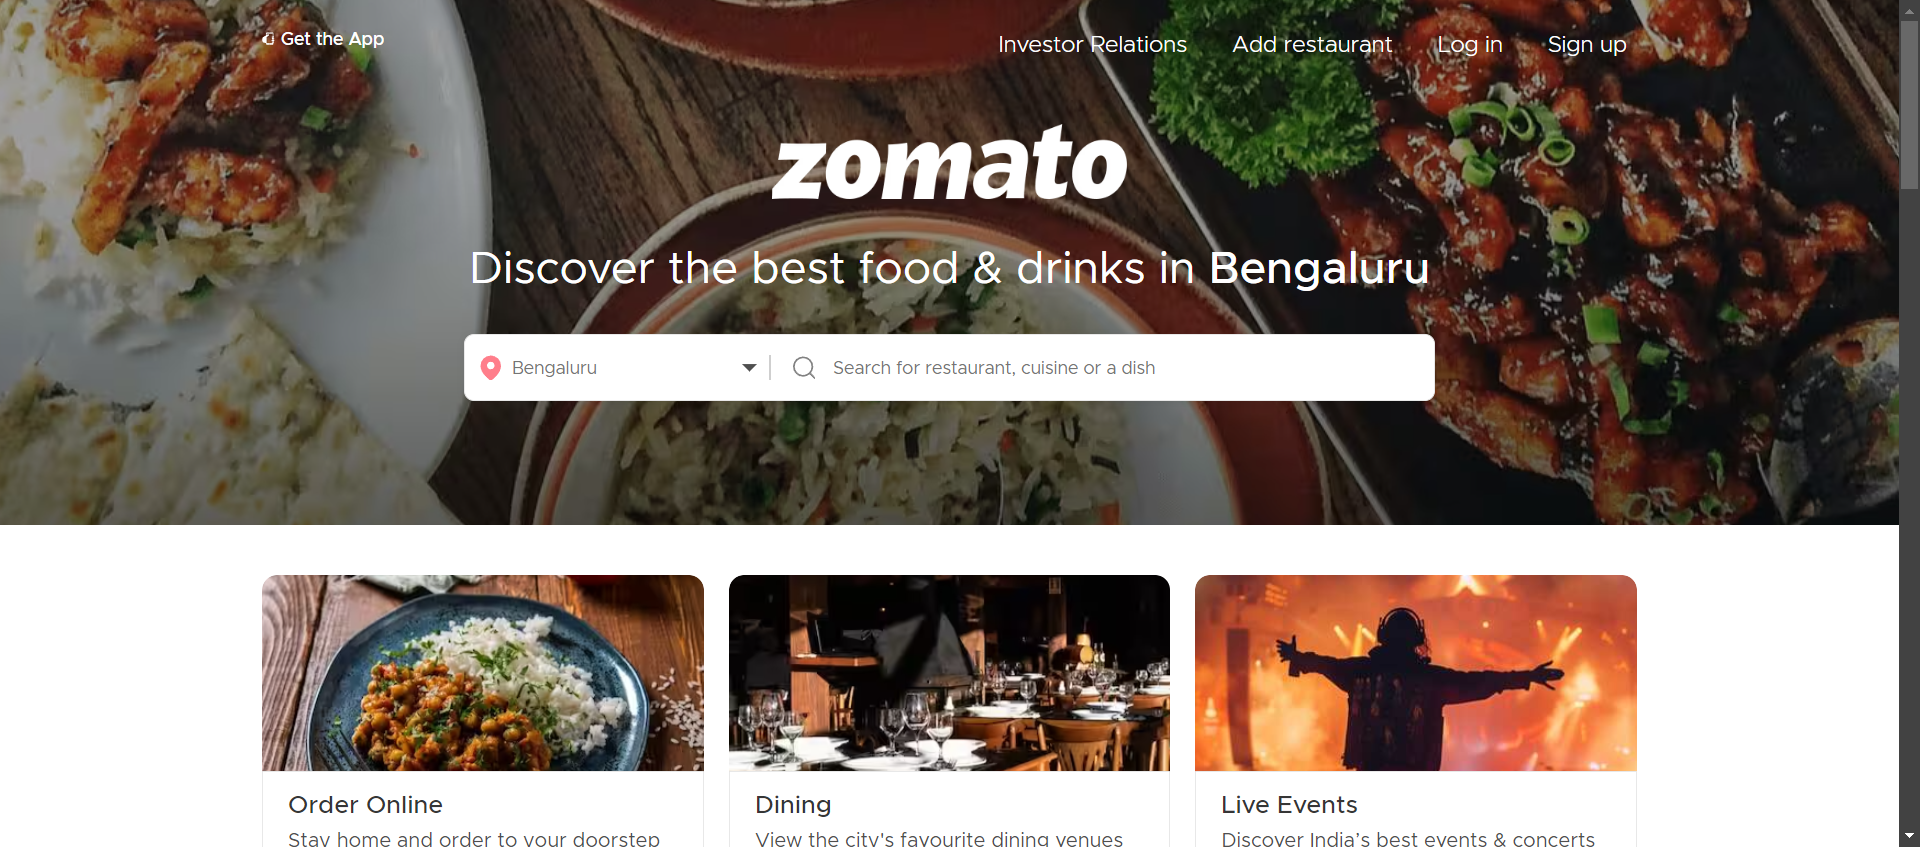 Get the App
Investor Relations
Add restaurant
Log in
Sign up
zomato
Discover the best food & drinks in Bengaluru
Bengaluru
Search for restaurant, cuisine or a dish
Order Online
Stay home and order to your doorstep
Dining
View the city's favourite dining venues
Live Events
Discover India’s best events & concerts